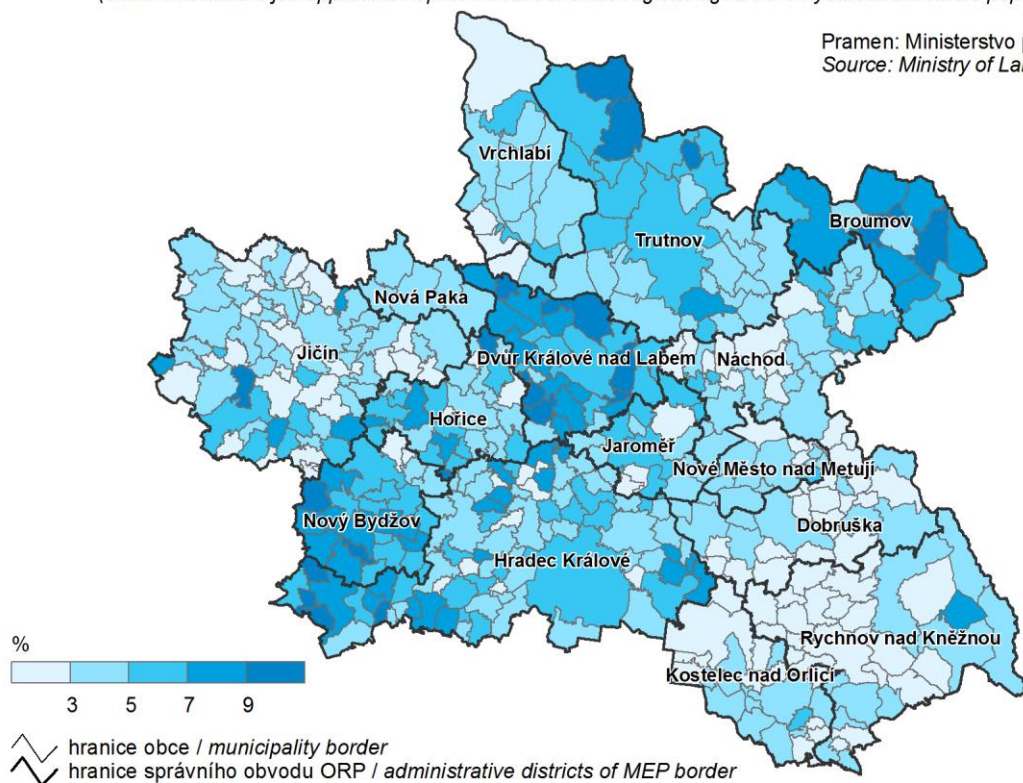 Pramen: Ministerstvo
Source: Ministry of
Vrchlabí
Broumov
Trutnov
Nová Paka
Jičín
Dvůr Králové nad Labem
Náchod
Hořice
Jaroměř
Nové Město nad Metují
Nový Bydžov
Dobruška
Hradec Králové
Rychnov nad Kněžnou
Kostelec nad Orlicí
%
3 5 7 9
hranice obce / municipality border
hranice správního obvodu ORP / administrative districts of MEP border